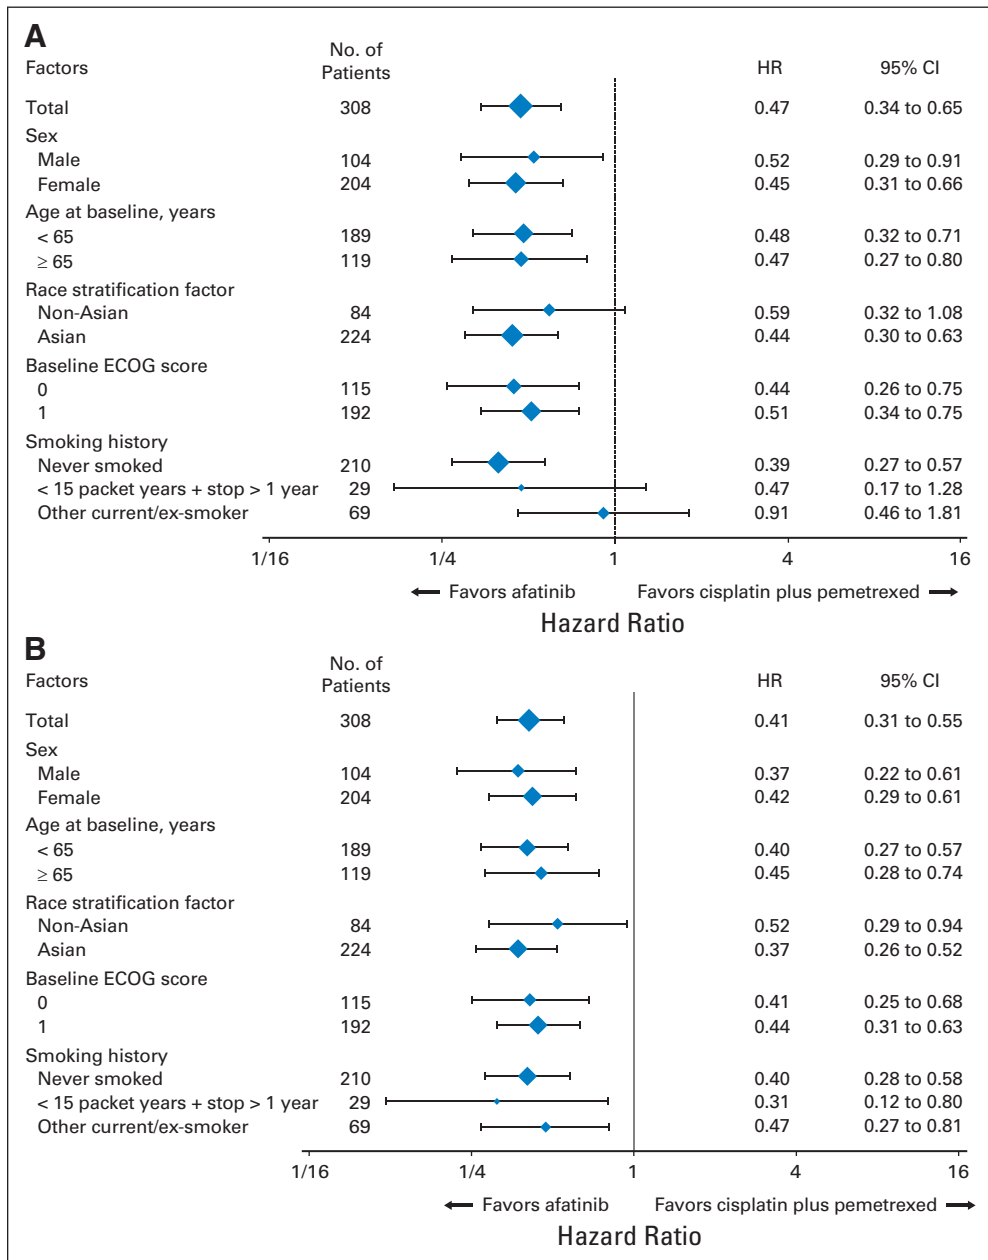 A
Factors No. of Patients HR 95% CI
Total 308 0.47 0.34 to 0.65
Sex
Male 104 0.52 0.29 to 0.91
Female 204 0.45 0.31 to 0.66
Age at baseline, years
< 65 189 0.48 0.32 to 0.71
≥ 65 119 0.47 0.27 to 0.80
Race stratification factor
Non-Asian 84 0.59 0.32 to 1.08
Asian 224 0.44 0.30 to 0.63
Baseline ECOG score
0 115 0.44 0.26 to 0.75
1 192 0.51 0.34 to 0.75
Smoking history
Never smoked 210 0.39 0.27 to 0.57
< 15 packet years + stop > 1 year 29 0.47 0.17 to 1.28
Other current/ex-smoker 69 0.91 0.46 to 1.81
1/16 1/4 1 4 16
Favors afatinib Favors cisplatin plus pemetrexed
Hazard Ratio
B
Factors No. of Patients HR 95% CI
Total 308 0.41 0.31 to 0.55
Sex
Male 104 0.37 0.22 to 0.61
Female 204 0.42 0.29 to 0.61
Age at baseline, years
< 65 189 0.40 0.27 to 0.57
≥ 65 119 0.45 0.28 to 0.74
Race stratification factor
Non-Asian 84 0.52 0.29 to 0.94
Asian 224 0.37 0.26 to 0.52
Baseline ECOG score
0 115 0.41 0.25 to 0.68
1 192 0.44 0.31 to 0.63
Smoking history
Never smoked 210 0.40 0.28 to 0.58
< 15 packet years + stop > 1 year 29 0.31 0.12 to 0.80
Other current/ex-smoker 69 0.47 0.27 to 0.81
1/16 1/4 1 4 16
Favors afatinib Favors cisplatin plus pemetrexed
Hazard Ratio